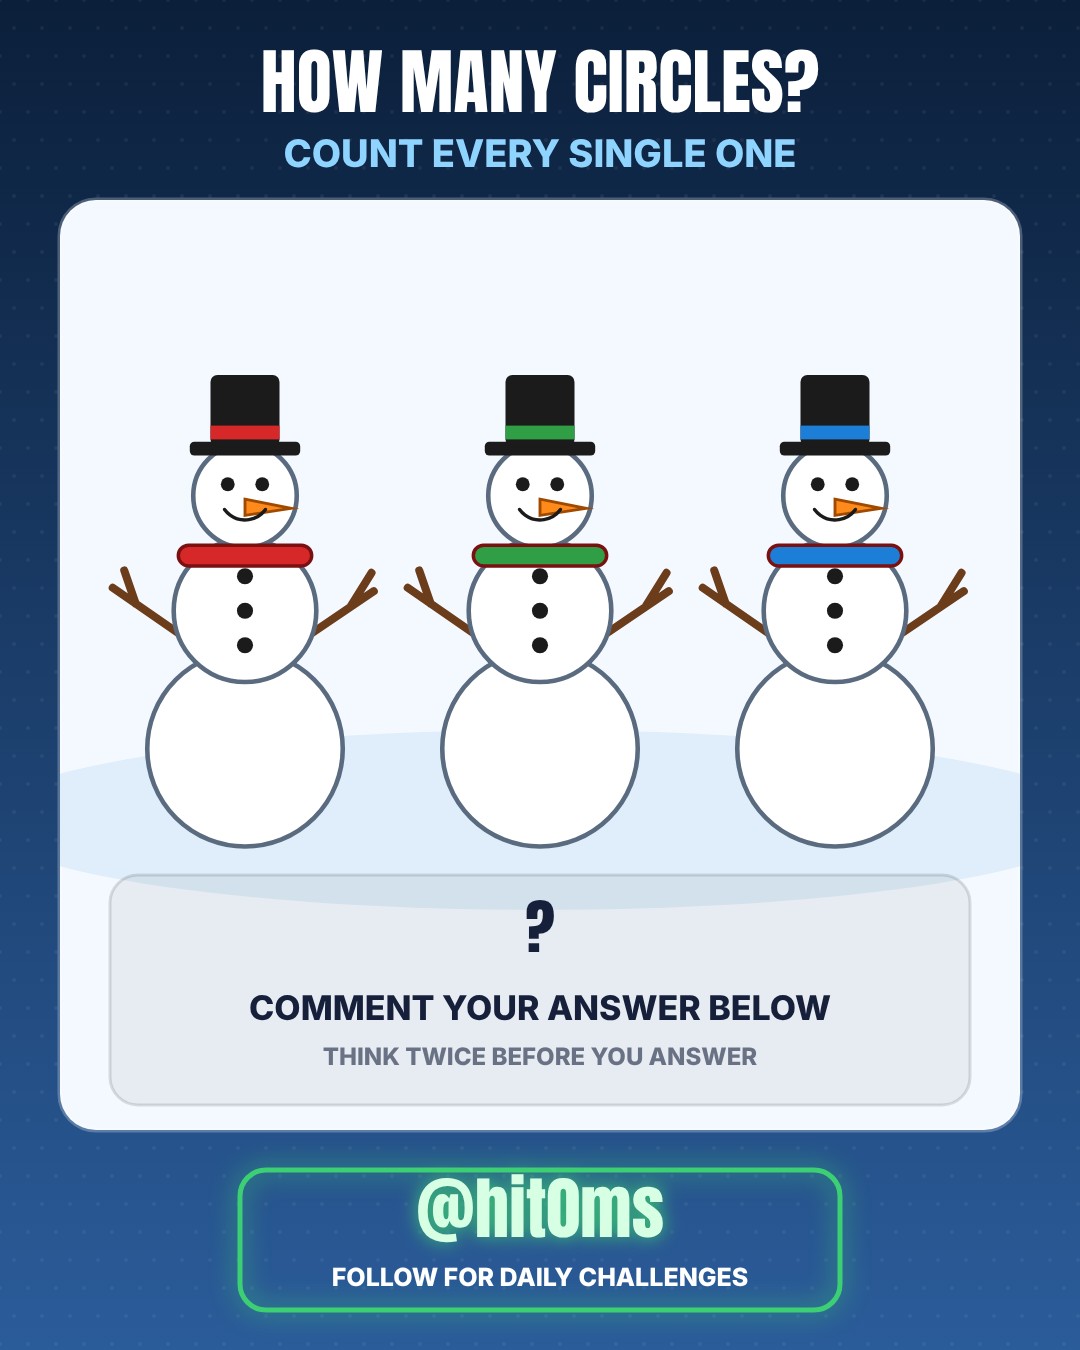 HOW MANY CIRCLES?
COUNT EVERY SINGLE ONE
?
COMMENT YOUR ANSWER BELOW
THINK TWICE BEFORE YOU ANSWER
@hit0ms
FOLLOW FOR DAILY CHALLENGES